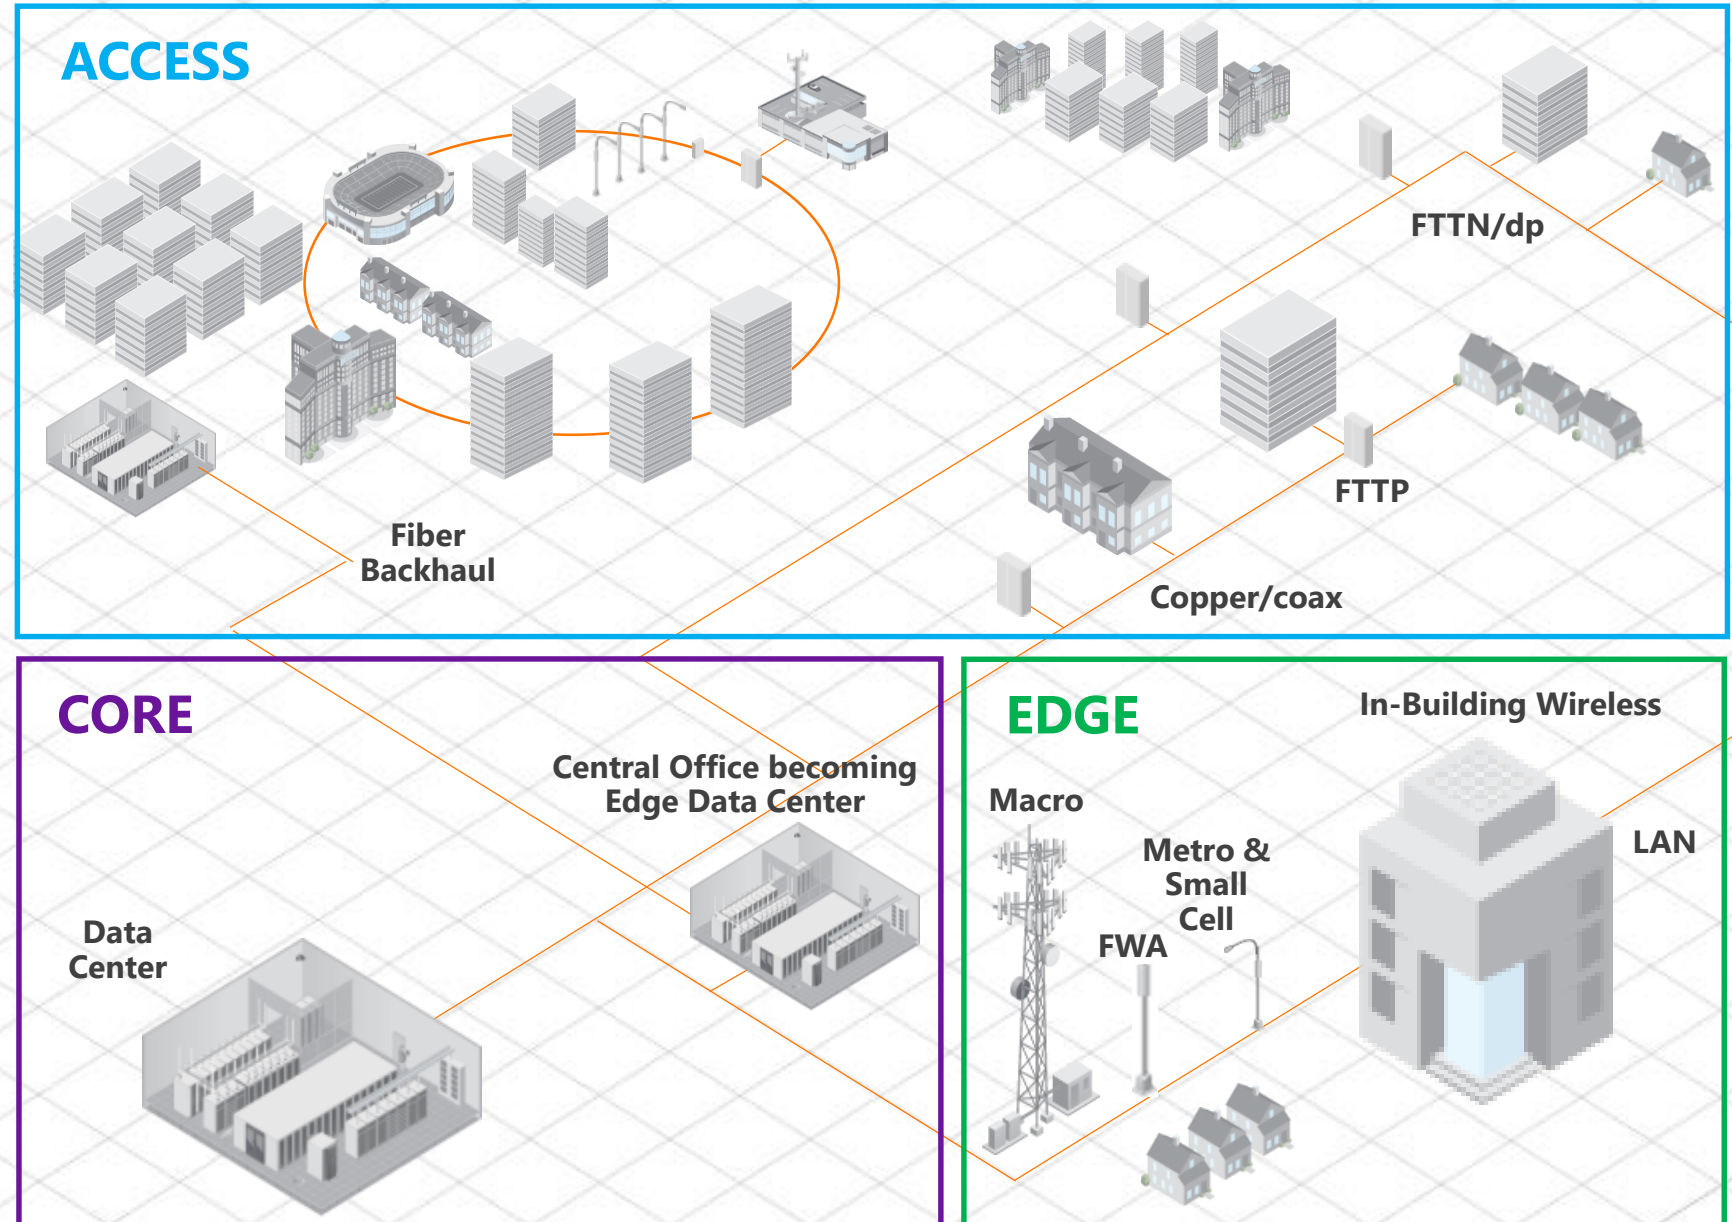 ACCESS
FTTN/dp
FTTP
Fiber
Backhaul
Copper/coax
CORE
Central Office becoming
Edge Data Center
Data
Center
EDGE
In-Building Wireless
Macro
Metro &
Small
Cell
LAN
FWA